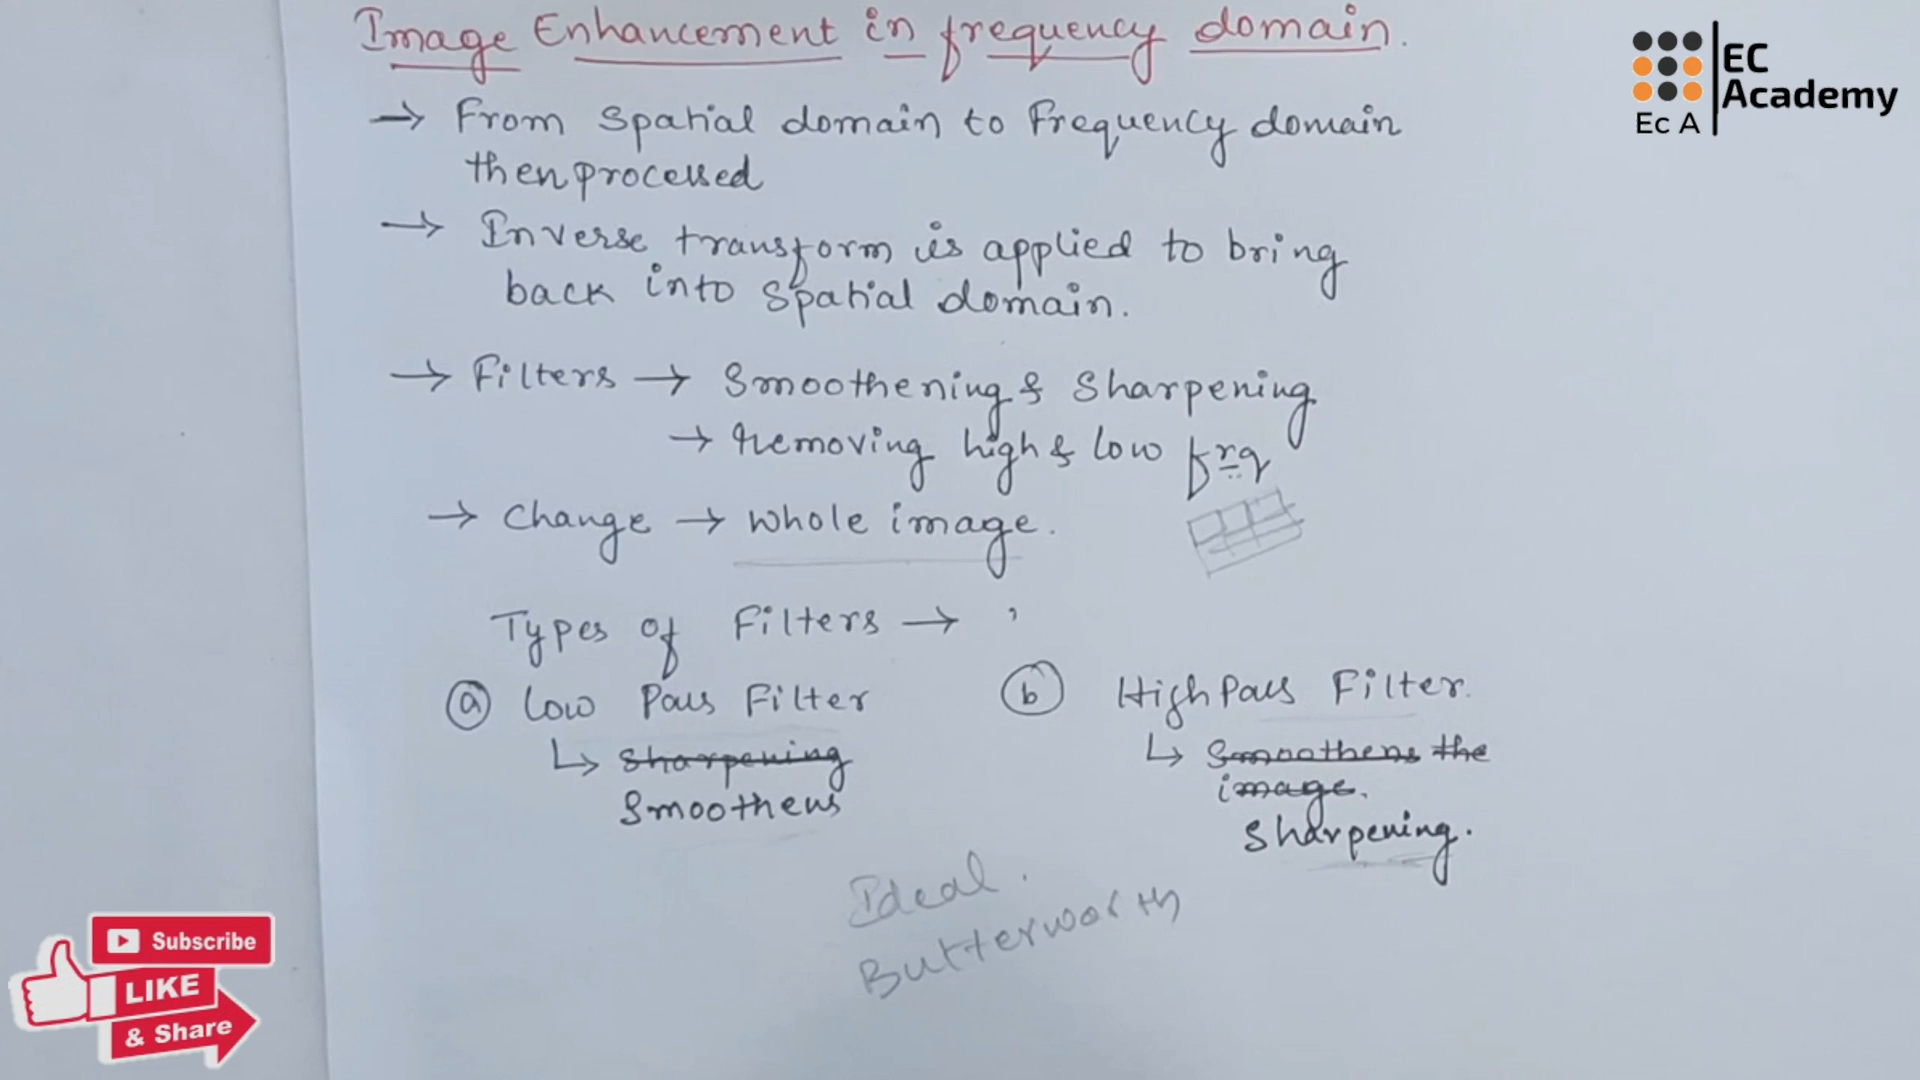 Image Enhancement in frequency domain.
→ From Spatial domain to Frequency domain
then processed
→ Inverse transform is applied to bring
back into Spatial domain.
→ Filters → Smoothening & Sharpening
→ Removing high & low frq
→ Change → whole image.
Types of Filters →
(a) Low Pass Filter
↳ Sharpening
Smoothens
(b) High Pass Filter.
↳ Smoothens the
image.
Sharpening.
Ideal.
Butterworth
EC
Academy
Ec A
Subscribe
LIKE
& Share